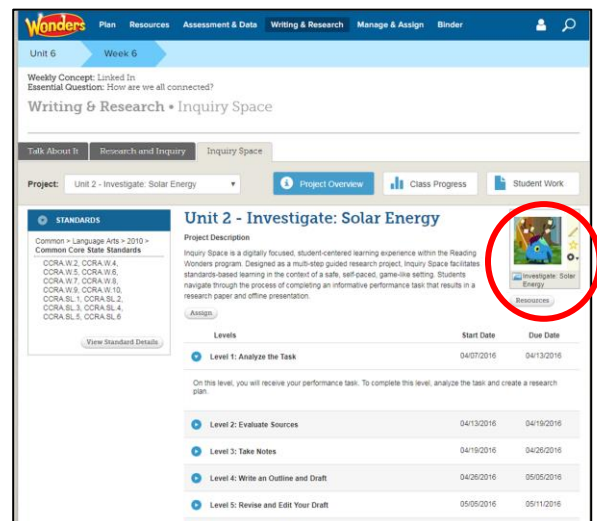 Wonders Plan Resources Assessment & Data Writing & Research Manage & Assign Binder
Unit 6 Week 6
Weekly Concept: Linked In
Essential Question: How are we all connected?
Writing & Research • Inquiry Space
Talk About It Research and Inquiry Inquiry Space
Project: Unit 2 - Investigate: Solar Energy Project Overview Class Progress Student Work
STANDARDS
Common > Language Arts > 2010 >
Common Core State Standards
CCRA.W.2, CCRA.W.4,
CCRA.W.5, CCRA.W.6,
CCRA.W.7, CCRA.W.8,
CCRA.W.9, CCRA.W.10,
CCRA.SL.1, CCRA.SL.2,
CCRA.SL.3, CCRA.SL.4,
CCRA.SL.5, CCRA.SL.6
View Standard Details
Unit 2 - Investigate: Solar Energy
Project Description
Inquiry Space is a digitally focused, student-centered learning experience within the Reading
Wonders program. Designed as a multi-step guided research project, Inquiry Space facilitates
standards-based learning in the context of a safe, self-paced, game-like setting. Students
navigate through the process of completing an informative performance task that results in a
research paper and offline presentation.
Assign
Investigate: Solar
Energy
Resources
Levels Start Date Due Date
Level 1: Analyze the Task 04/07/2016 04/13/2016
On this level, you will receive your performance task. To complete this level, analyze the task and create a research
plan.
Level 2: Evaluate Sources 04/13/2016 04/19/2016
Level 3: Take Notes 04/19/2016 04/26/2016
Level 4: Write an Outline and Draft 04/26/2016 05/05/2016
Level 5: Revise and Edit Your Draft 05/05/2016 05/11/2016